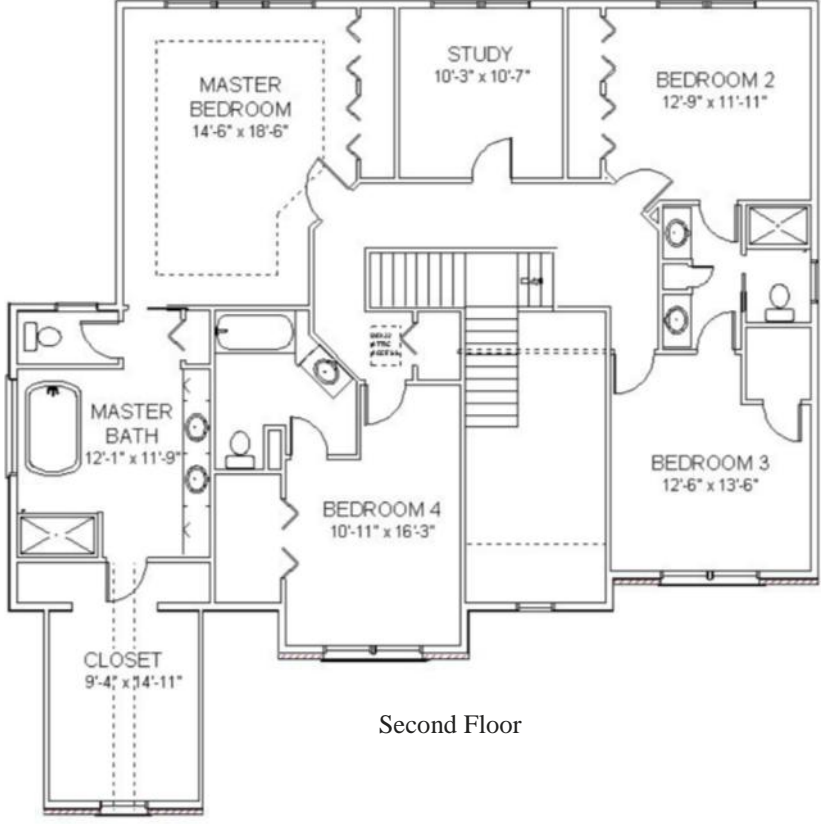 MASTER
BEDROOM
14'-6" x 18'-6"
STUDY
10'-3" x 10'-7"
BEDROOM 2
12'-9" x 11'-11"
MASTER
BATH
12'-1" x 11'-9"
BEDROOM 4
10'-11" x 16'-3"
BEDROOM 3
12'-6" x 13'-6"
CLOSET
9'-4" x 14'-11"
Second Floor